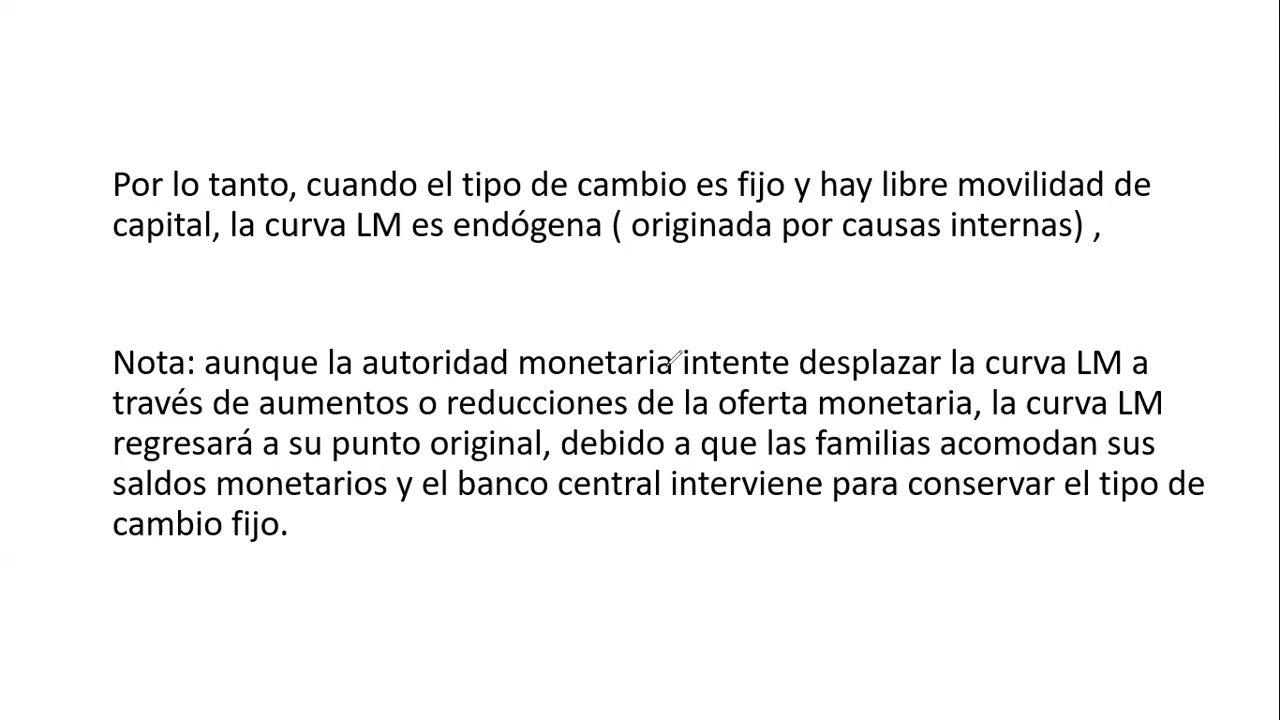 Por lo tanto, cuando el tipo de cambio es fijo y hay libre movilidad de
capital, la curva LM es endógena ( originada por causas internas) ,
Nota: aunque la autoridad monetaria intente desplazar la curva LM a
través de aumentos o reducciones de la oferta monetaria, la curva LM
regresará a su punto original, debido a que las familias acomodan sus
saldos monetarios y el banco central interviene para conservar el tipo de
cambio fijo.